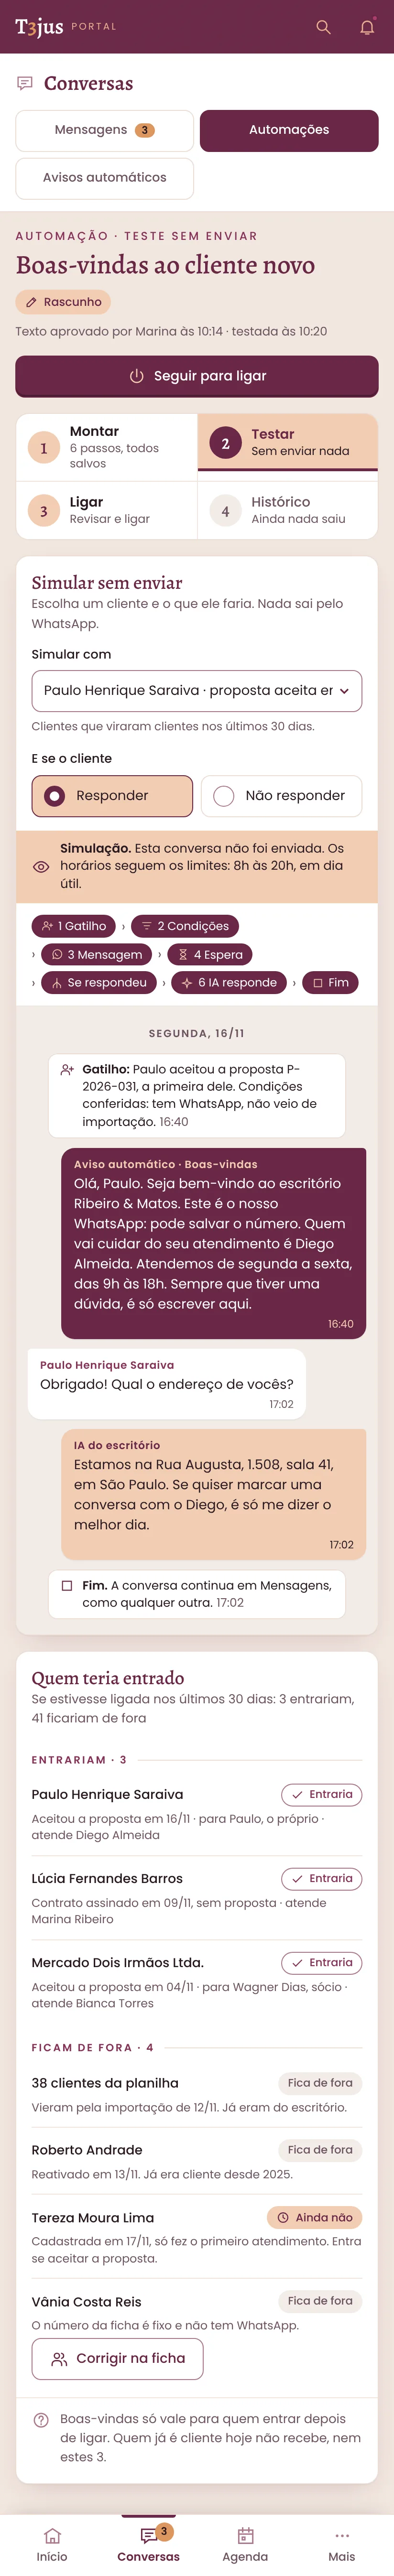 T3jus PORTAL
Conversas
Mensagens 3
Automações
Avisos automáticos
AUTOMAÇÃO · TESTE SEM ENVIAR
Boas-vindas ao cliente novo
Rascunho
Texto aprovado por Marina às 10:14 · testada às 10:20
Seguir para ligar
1 Montar
6 passos, todos
salvos
2 Testar
Sem enviar nada
3 Ligar
Revisar e ligar
4 Histórico
Ainda nada saiu
Simular sem enviar
Escolha um cliente e o que ele faria. Nada sai pelo
WhatsApp.
Simular com
Paulo Henrique Saraiva · proposta aceita er
Clientes que viraram clientes nos últimos 30 dias.
E se o cliente
Responder
Não responder
Simulação. Esta conversa não foi enviada. Os
horários seguem os limites: 8h às 20h, em dia
útil.
1 Gatilho › 2 Condições
› 3 Mensagem › 4 Espera
› Se respondeu › 6 IA responde › Fim
SEGUNDA, 16/11
Gatilho: Paulo aceitou a proposta P-
2026-031, a primeira dele. Condições
conferidas: tem WhatsApp, não veio de
importação. 16:40
Aviso automático · Boas-vindas
Olá, Paulo. Seja bem-vindo ao escritório
Ribeiro & Matos. Este é o nosso
WhatsApp: pode salvar o número. Quem
vai cuidar do seu atendimento é Diego
Almeida. Atendemos de segunda a sexta,
das 9h às 18h. Sempre que tiver uma
dúvida, é só escrever aqui.
16:40
Paulo Henrique Saraiva
Obrigado! Qual o endereço de vocês?
17:02
IA do escritório
Estamos na Rua Augusta, 1.508, sala 41,
em São Paulo. Se quiser marcar uma
conversa com o Diego, é só me dizer o
melhor dia.
17:02
Fim. A conversa continua em Mensagens,
como qualquer outra. 17:02
Quem teria entrado
Se estivesse ligada nos últimos 30 dias: 3 entrariam,
41 ficariam de fora
ENTRARIAM · 3
Paulo Henrique Saraiva
Entraria
Aceitou a proposta em 16/11 · para Paulo, o próprio ·
atende Diego Almeida
Lúcia Fernandes Barros
Entraria
Contrato assinado em 09/11, sem proposta · atende
Marina Ribeiro
Mercado Dois Irmãos Ltda.
Entraria
Aceitou a proposta em 04/11 · para Wagner Dias, sócio ·
atende Bianca Torres
FICAM DE FORA · 4
38 clientes da planilha
Fica de fora
Vieram pela importação de 12/11. Já eram do escritório.
Roberto Andrade
Fica de fora
Reativado em 13/11. Já era cliente desde 2025.
Tereza Moura Lima
Ainda não
Cadastrada em 17/11, só fez o primeiro atendimento. Entra
se aceitar a proposta.
Vânia Costa Reis
Fica de fora
O número da ficha é fixo e não tem WhatsApp.
Corrigir na ficha
Boas-vindas só vale para quem entrar depois
de ligar. Quem já é cliente hoje não recebe, nem
estes 3.
Início
Conversas 3
Agenda
Mais